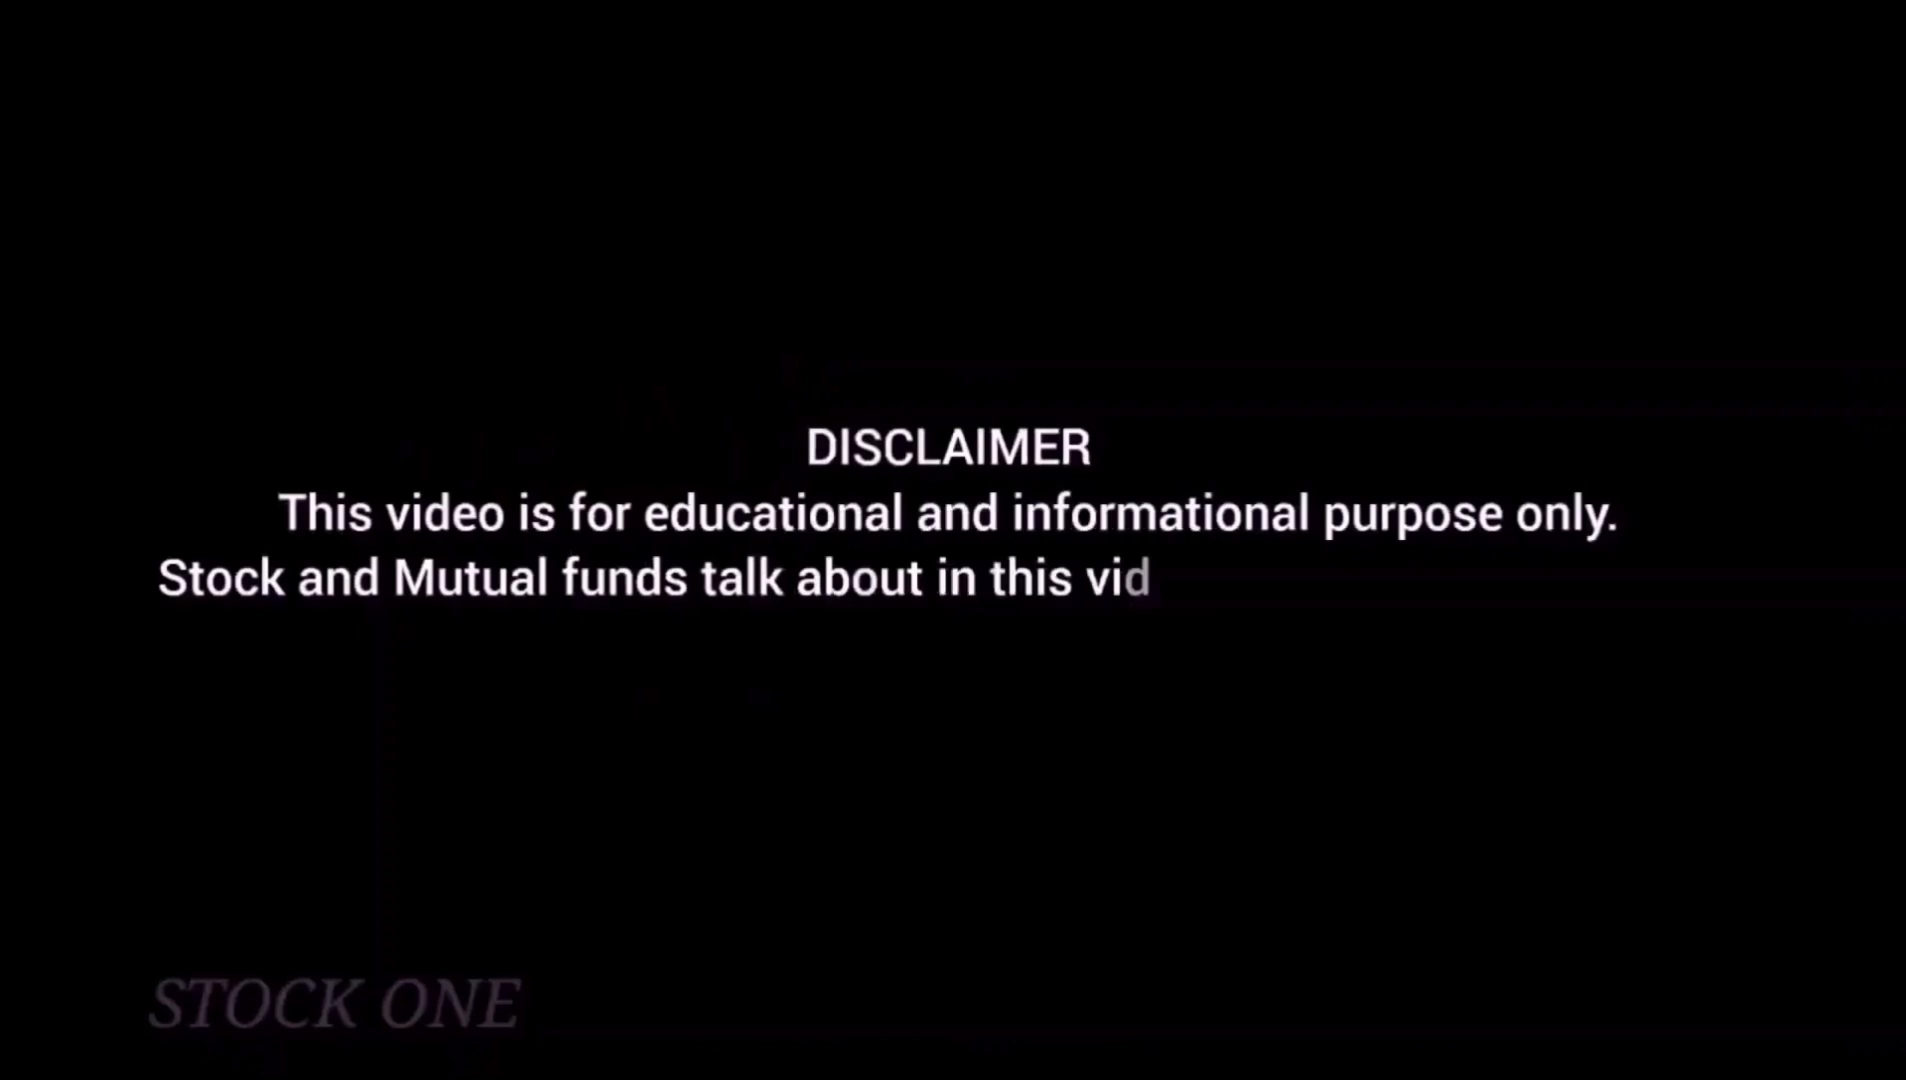 DISCLAIMER
This video is for educational and informational purpose only.
Stock and Mutual funds talk about in this vid
STOCK ONE